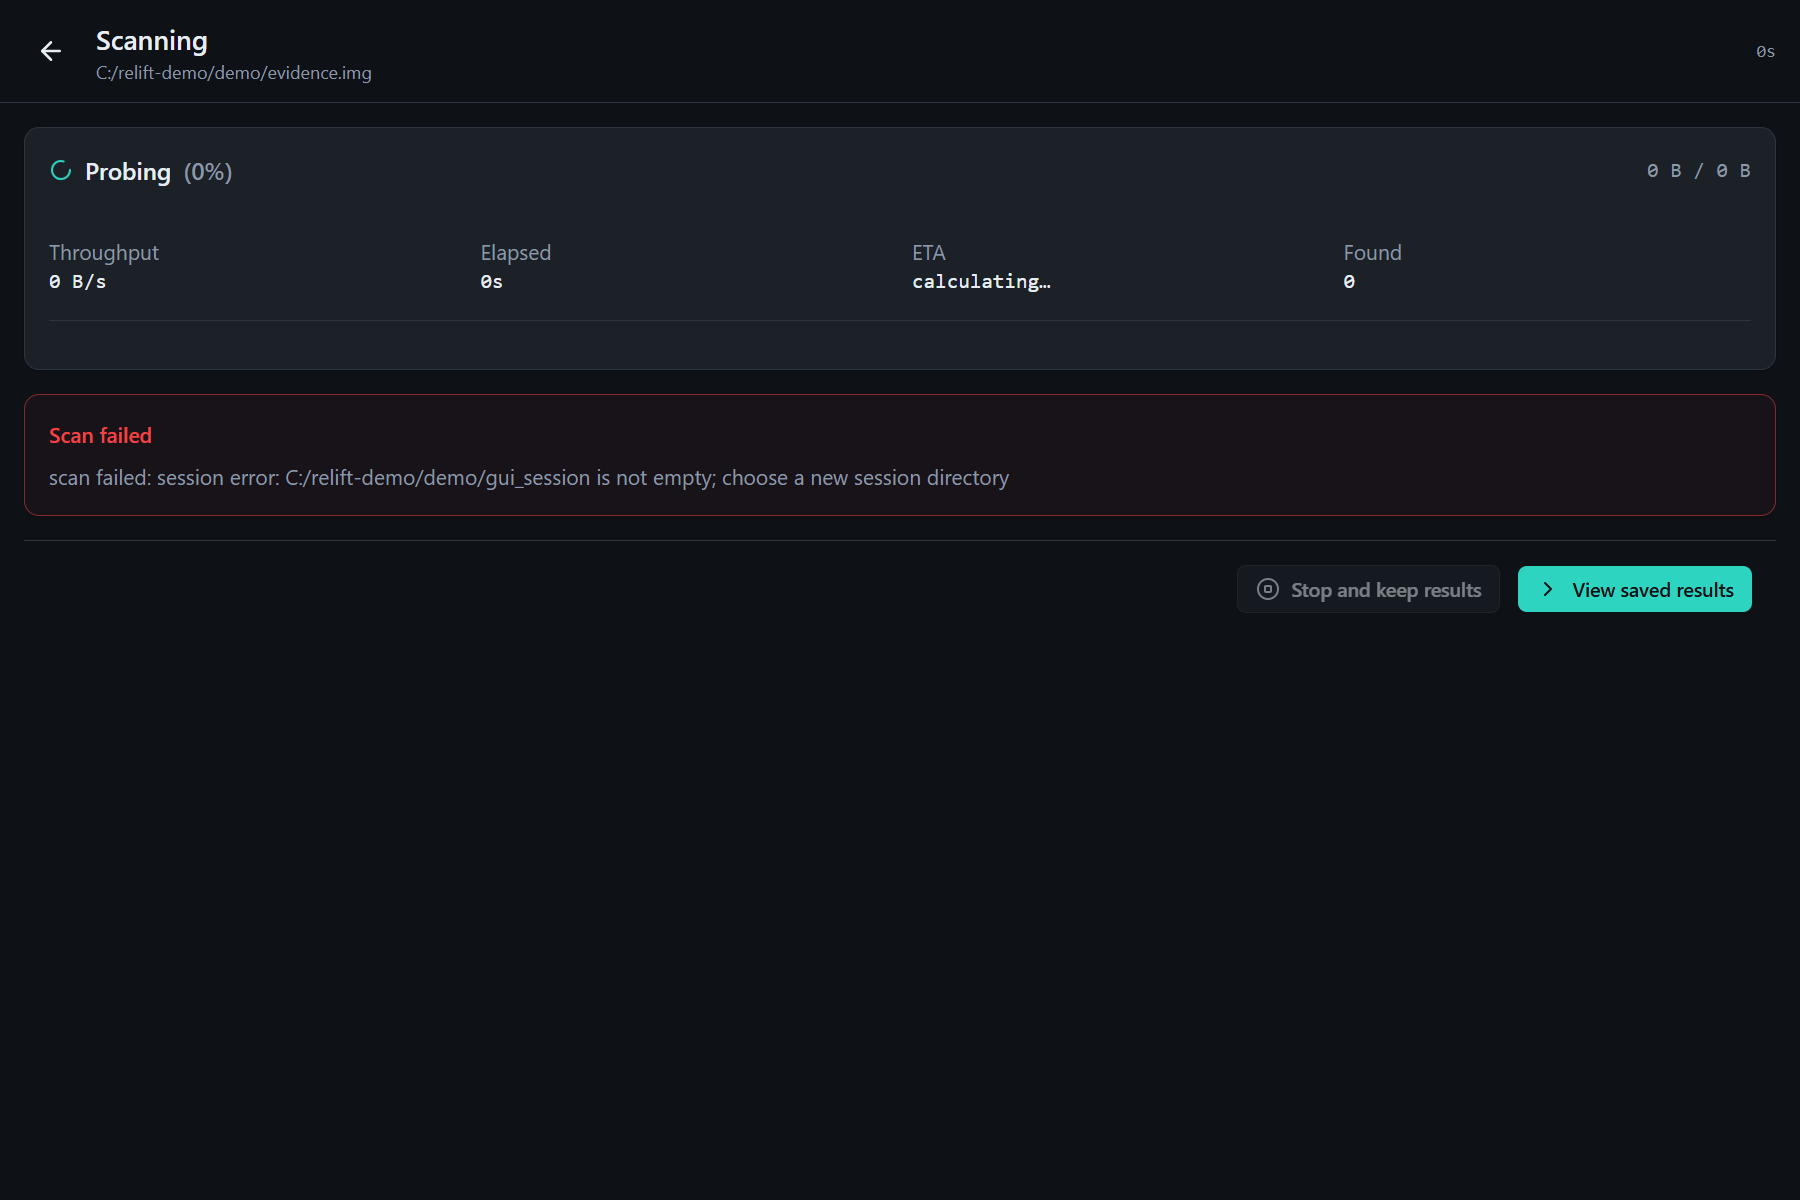 Scanning
C:/relift-demo/demo/evidence.img
0s
Probing (0%)
0 B / 0 B
Throughput
0 B/s
Elapsed
0s
ETA
calculating…
Found
0
Scan failed
scan failed: session error: C:/relift-demo/demo/gui_session is not empty; choose a new session directory
Stop and keep results
View saved results